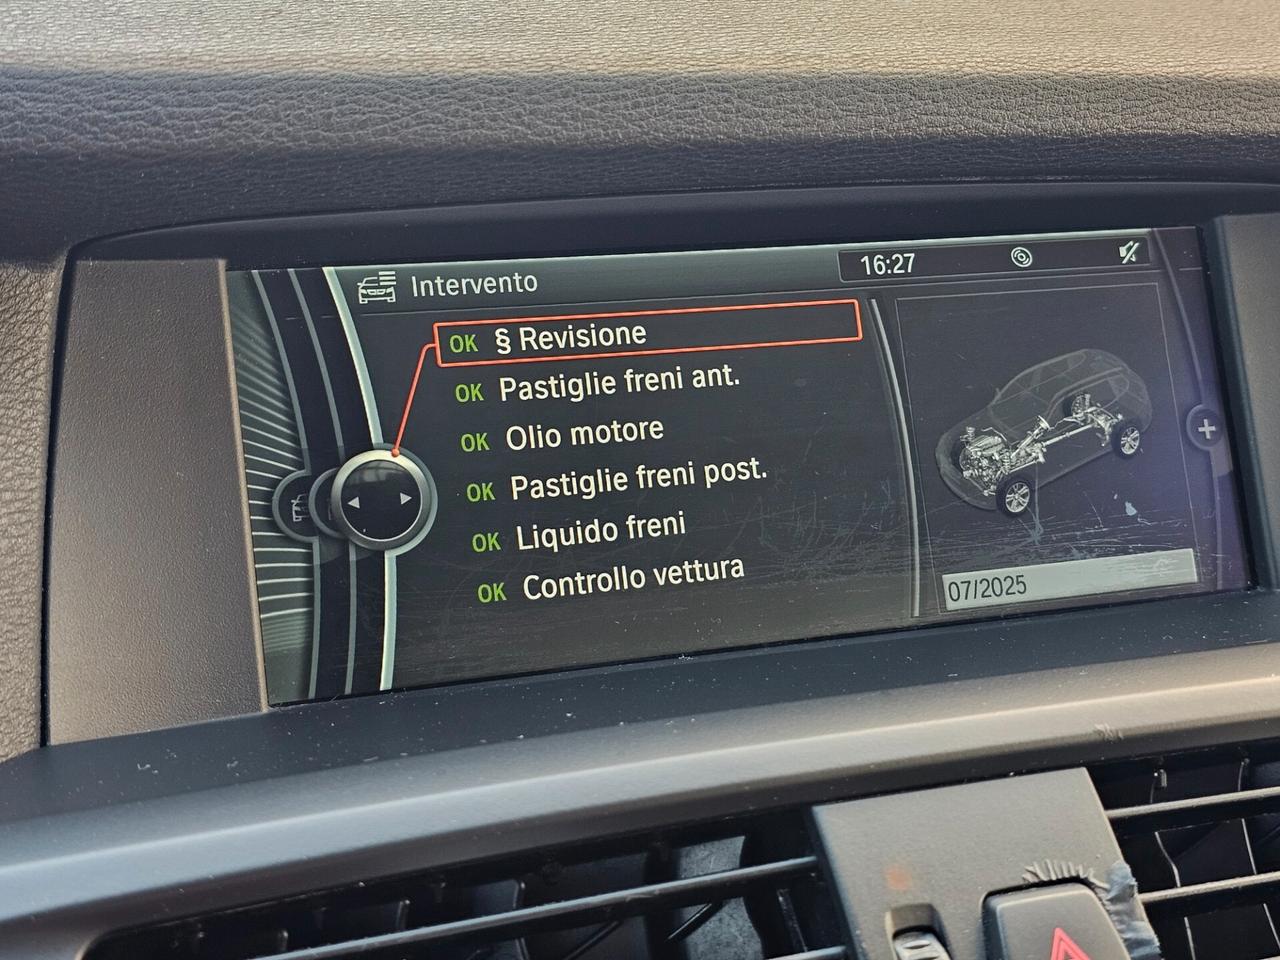 Intervento
16:27
OK § Revisione
OK Pastiglie freni ant.
OK Olio motore
OK Pastiglie freni post.
OK Liquido freni
OK Controllo vettura
07/2025